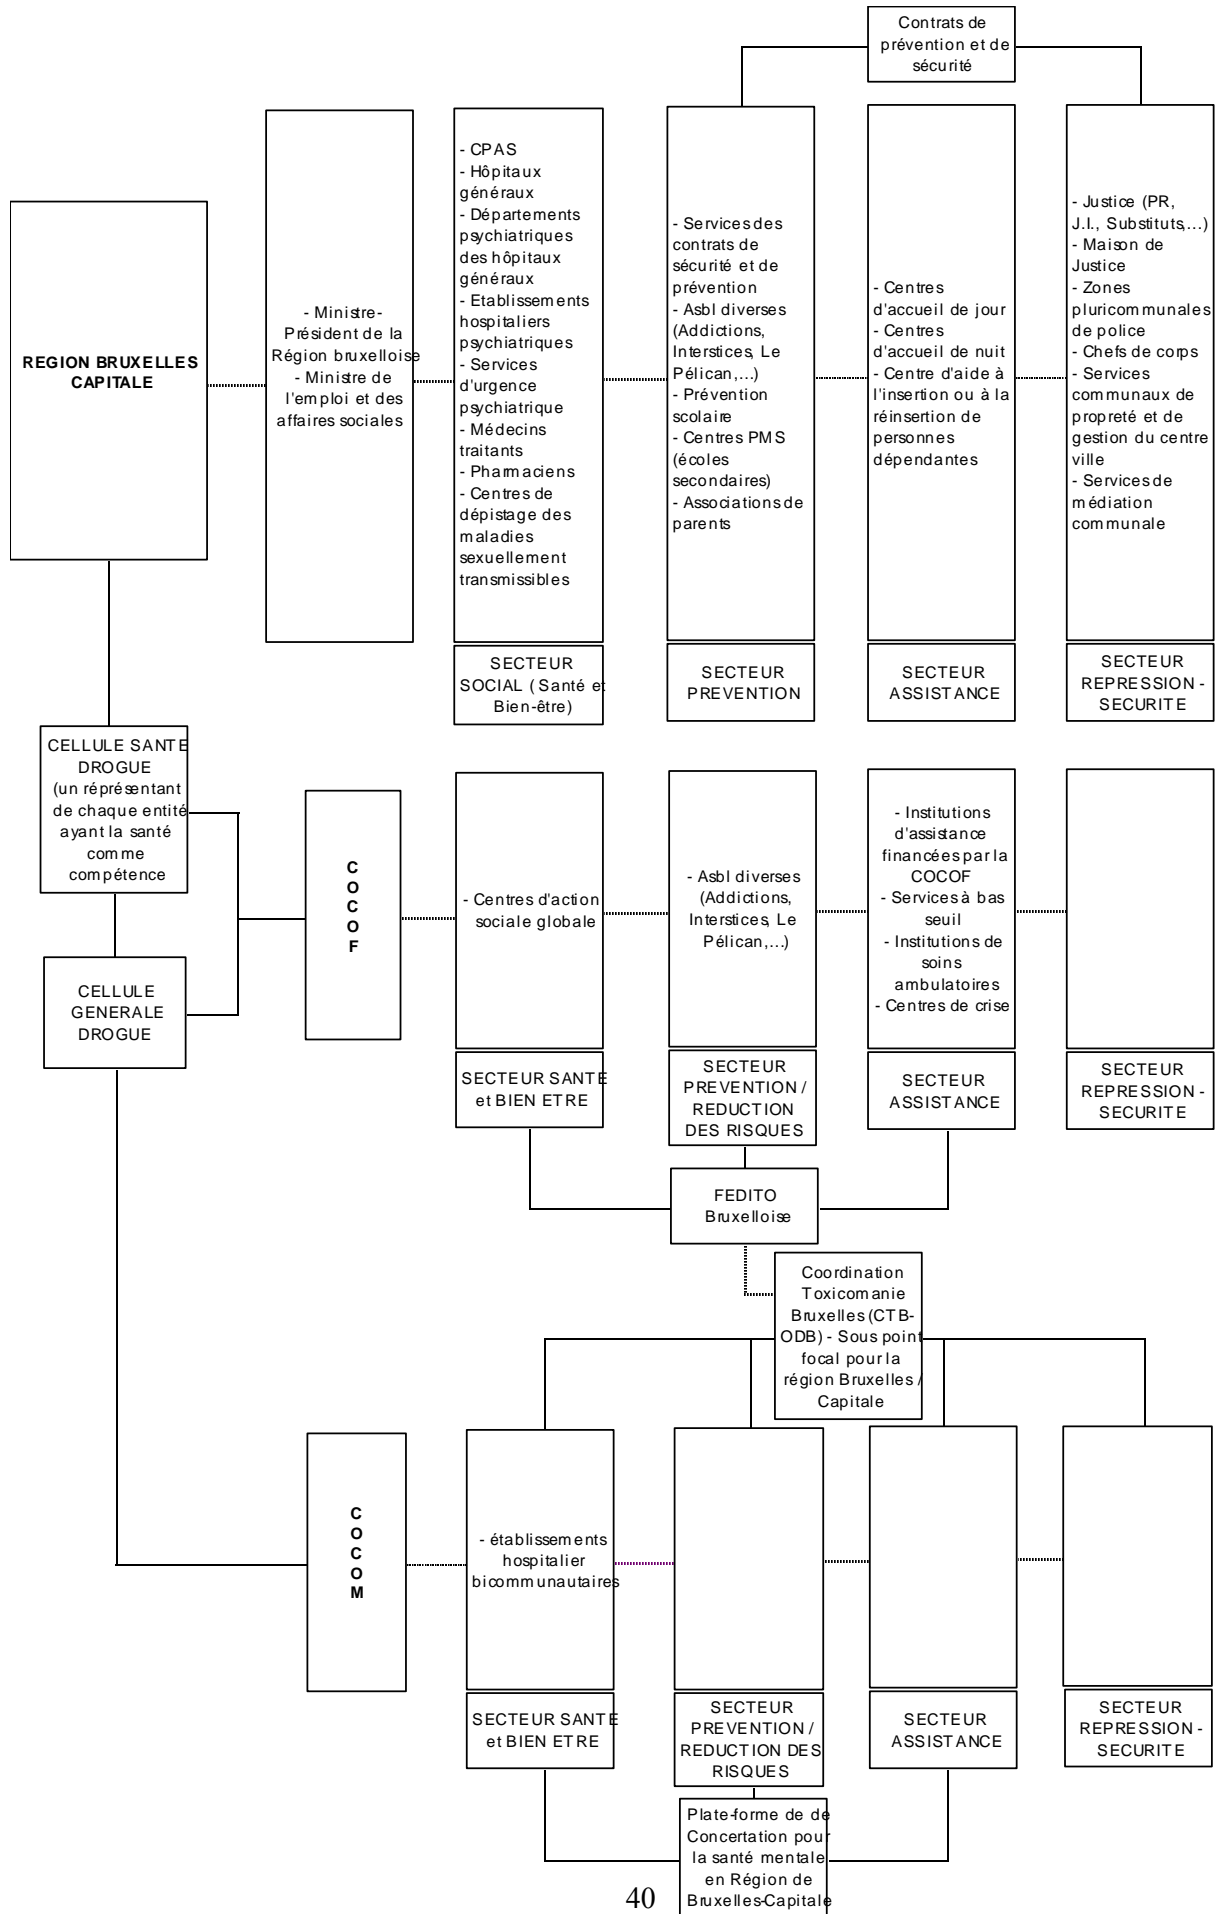 Contrats de
prévention et de
sécurité
REGION BRUXELLES
CAPITALE
- Ministre-
Président de la
Région bruxelloise
- Ministre de
l'emploi et des
affaires sociales
- CPAS
- Hôpitaux
généraux
- Départements
psychiatriques
des hôpitaux
généraux
- Etablissements
hospitaliers
psychiatriques
- Services
d'urgence
psychiatrique
- Médecins
traitants
- Pharmaciens
- Centres de
dépistage des
maladies
sexuellement
transmissibles
- Services des
contrats de
sécurité et de
prévention
- Asbl diverses
(Addictions,
Interstices, Le
Pélican,...)
- Prévention
scolaire
- Centres PMS
(écoles
secondaires)
- Associations de
parents
- Centres
d'accueil de jour
- Centres
d'accueil de nuit
- Centre d'aide à
l'insertion ou à la
réinsertion de
personnes
dépendantes
- Justice (PR,
J.I., Substituts,...)
- Maison de
Justice
- Zones
pluricommunales
de police
- Chefs de corps
- Services
communaux de
propreté et de
gestion du centre
ville
- Services de
médiation
communale
SECTEUR
SOCIAL (Santé et
Bien-être)
SECTEUR
PREVENTION
SECTEUR
ASSISTANCE
SECTEUR
REPRESSION -
SECURITE
CELLULE SANTE
DROGUE
(un réprésentant
de chaque entité
ayant la santé
comme
compétence
CELLULE
GENERALE
DROGUE
C
O
C
O
F
- Centres d'action
sociale globale
- Asbl diverses
(Addictions,
Interstices, Le
Pélican,...)
- Institutions
d'assistance
financées par la
COCOF
- Services à bas
seuil
- Institutions de
soins
ambulatoires
- Centres de crise
SECTEUR SANTE
et BIEN ETRE
SECTEUR
PREVENTION /
REDUCTION
DES RISQUES
SECTEUR
ASSISTANCE
SECTEUR
REPRESSION -
SECURITE
FEDITO
Bruxelloise
Coordination
Toxicomanie
Bruxelles (CTB-
ODB) - Sous point
focal pour la
région Bruxelles /
Capitale
C
O
C
O
M
- établissements
hospitalier
bicommunautaires
SECTEUR SANTE
et BIEN ETRE
SECTEUR
PREVENTION /
REDUCTION DES
RISQUES
SECTEUR
ASSISTANCE
SECTEUR
REPRESSION -
SECURITE
Plate-forme de de
Concertation pour
la santé mentale
en Région de
Bruxelles-Capitale
40